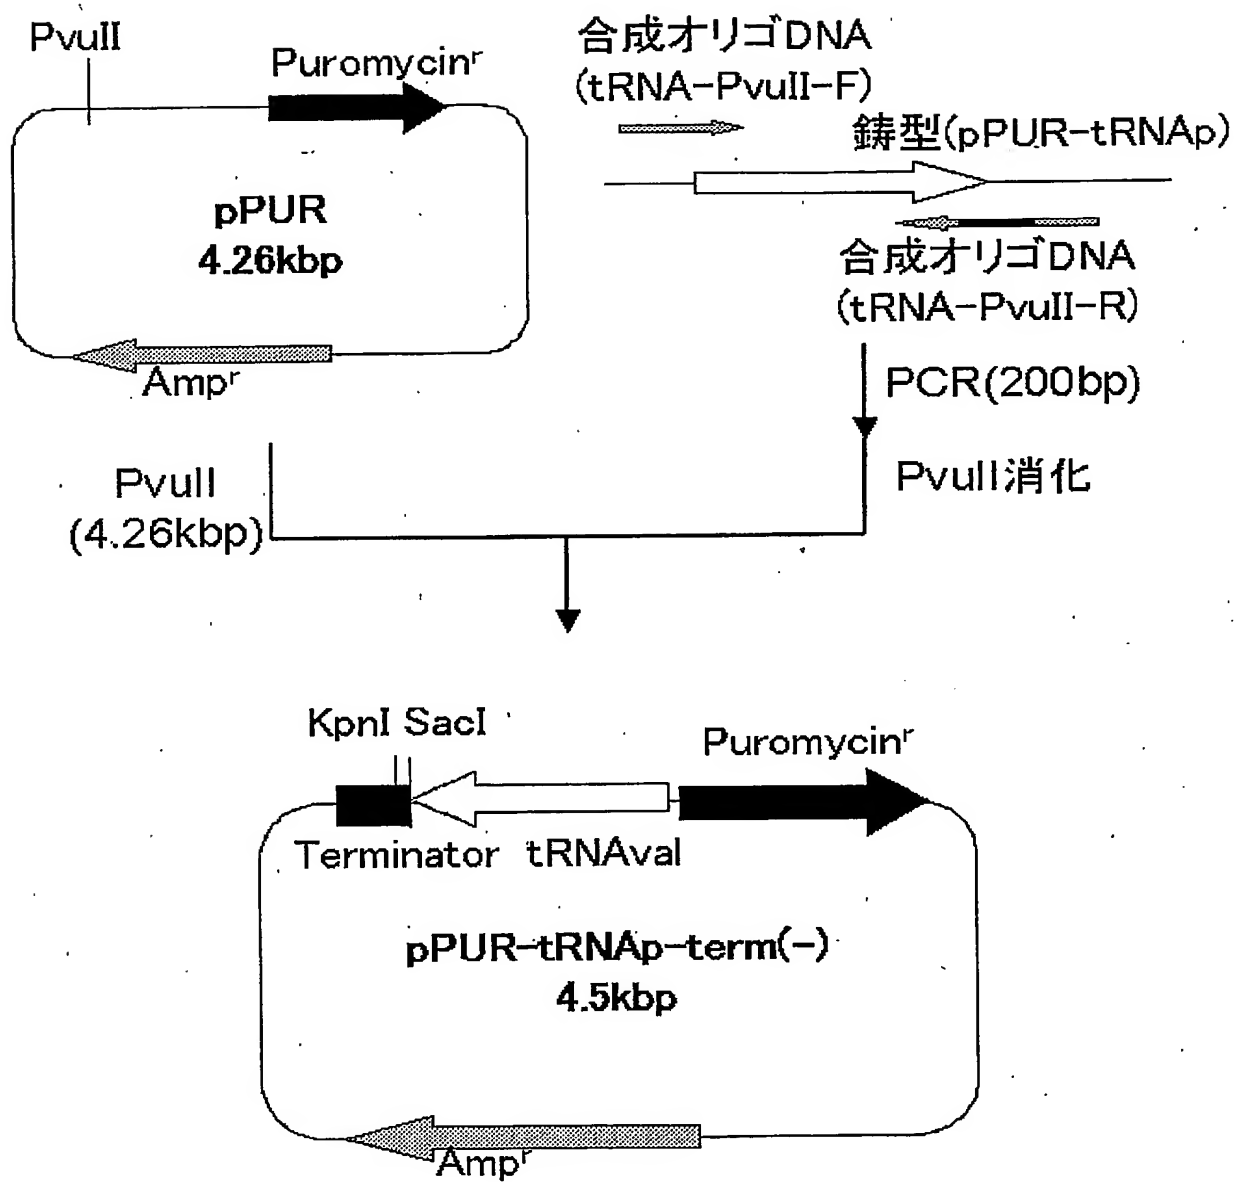 PvuII
Puromycinʳ
pPUR
4.26kbp
Ampʳ
合成オリゴDNA
(tRNA-PvuII-F)
鋳型(pPUR-tRNAp)
合成オリゴDNA
(tRNA-PvuII-R)
PCR(200bp)
PvuII消化
PvuII
(4.26kbp)
KpnI SacI
Puromycinʳ
Terminator tRNAval
pPUR-tRNAp-term(-)
4.5kbp
Ampʳ